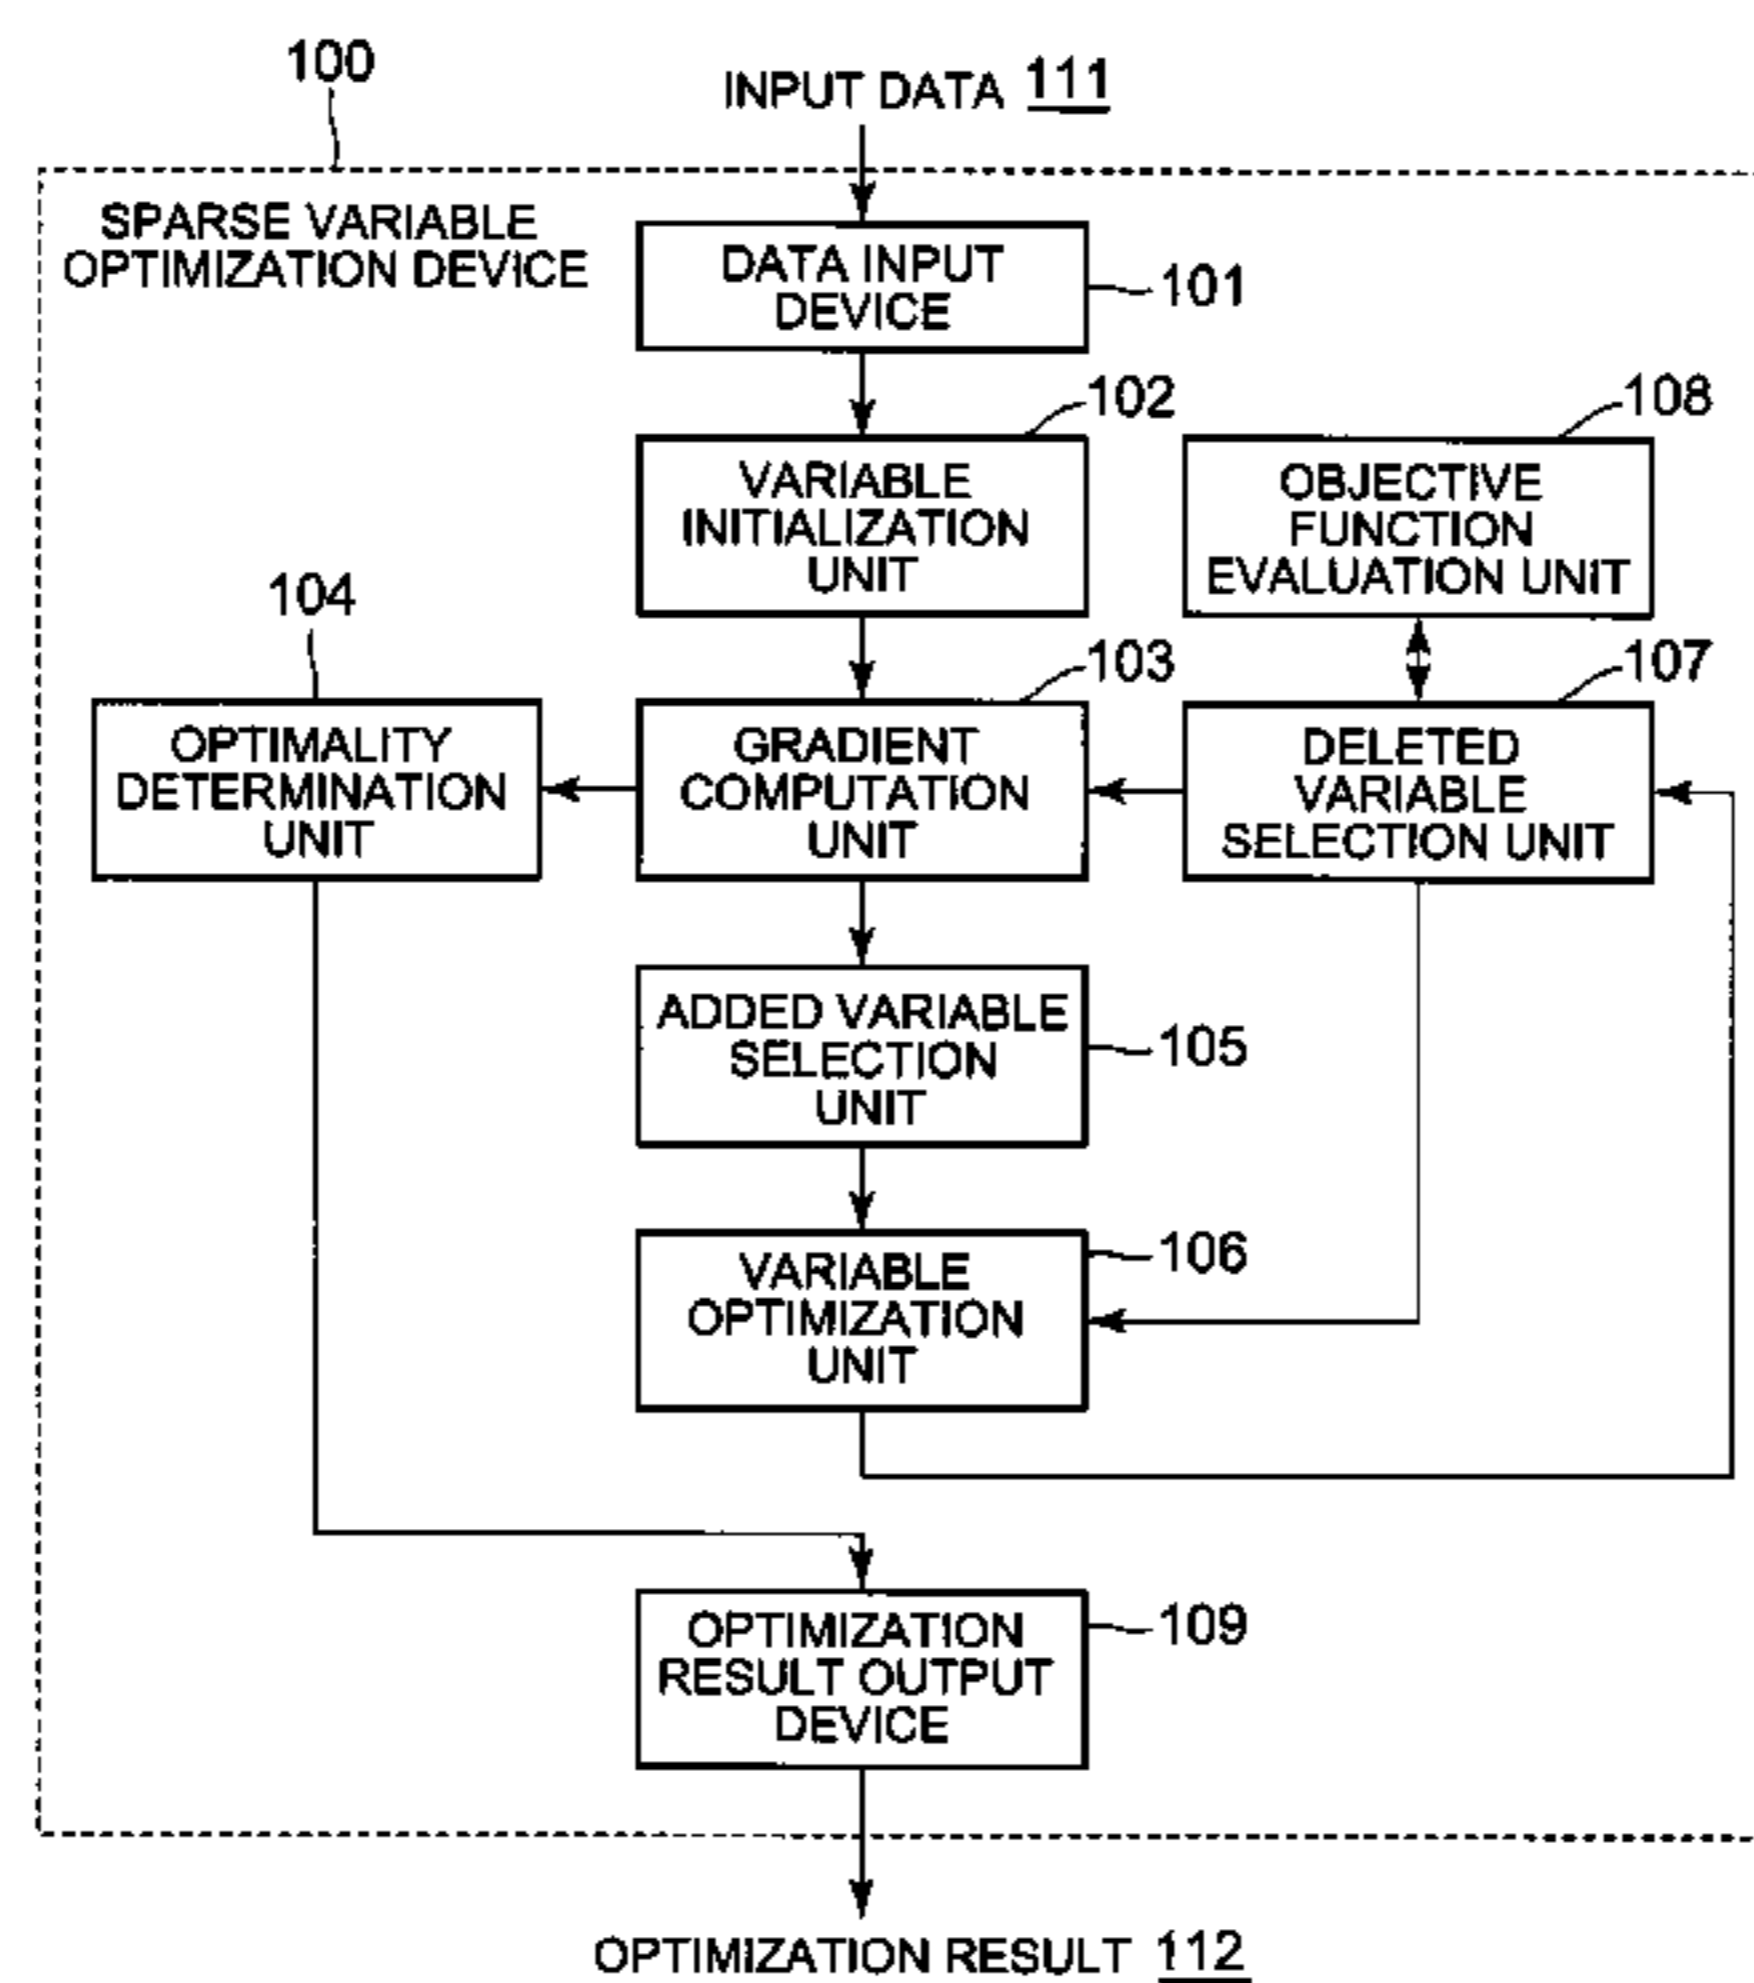 100
INPUT DATA 111
SPARSE VARIABLE
OPTIMIZATION DEVICE
DATA INPUT
DEVICE
101
102
VARIABLE
INITIALIZATION
UNIT
108
OBJECTIVE
FUNCTION
EVALUATION UNIT
104
OPTIMALITY
DETERMINATION
UNIT
103
GRADIENT
COMPUTATION
UNIT
107
DELETED
VARIABLE
SELECTION UNIT
ADDED VARIABLE
SELECTION
UNIT
105
VARIABLE
OPTIMIZATION
UNIT
106
OPTIMIZATION
RESULT OUTPUT
DEVICE
109
OPTIMIZATION RESULT 112